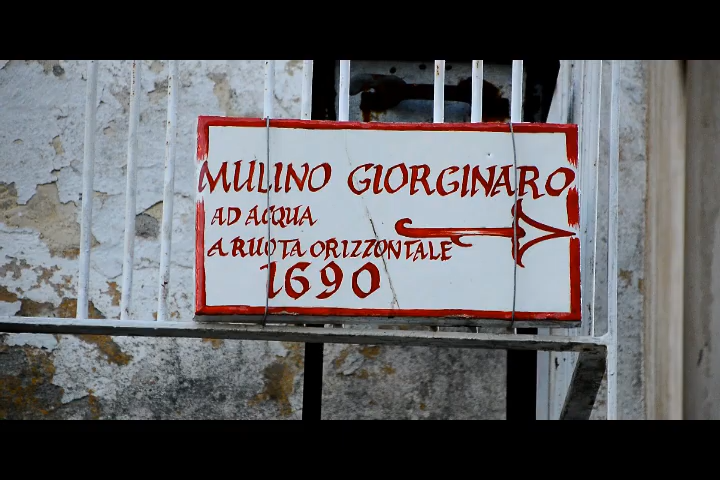 MULINO GIORGINARO
AD ACQUA
A RUOTA ORIZZONTALE
1690